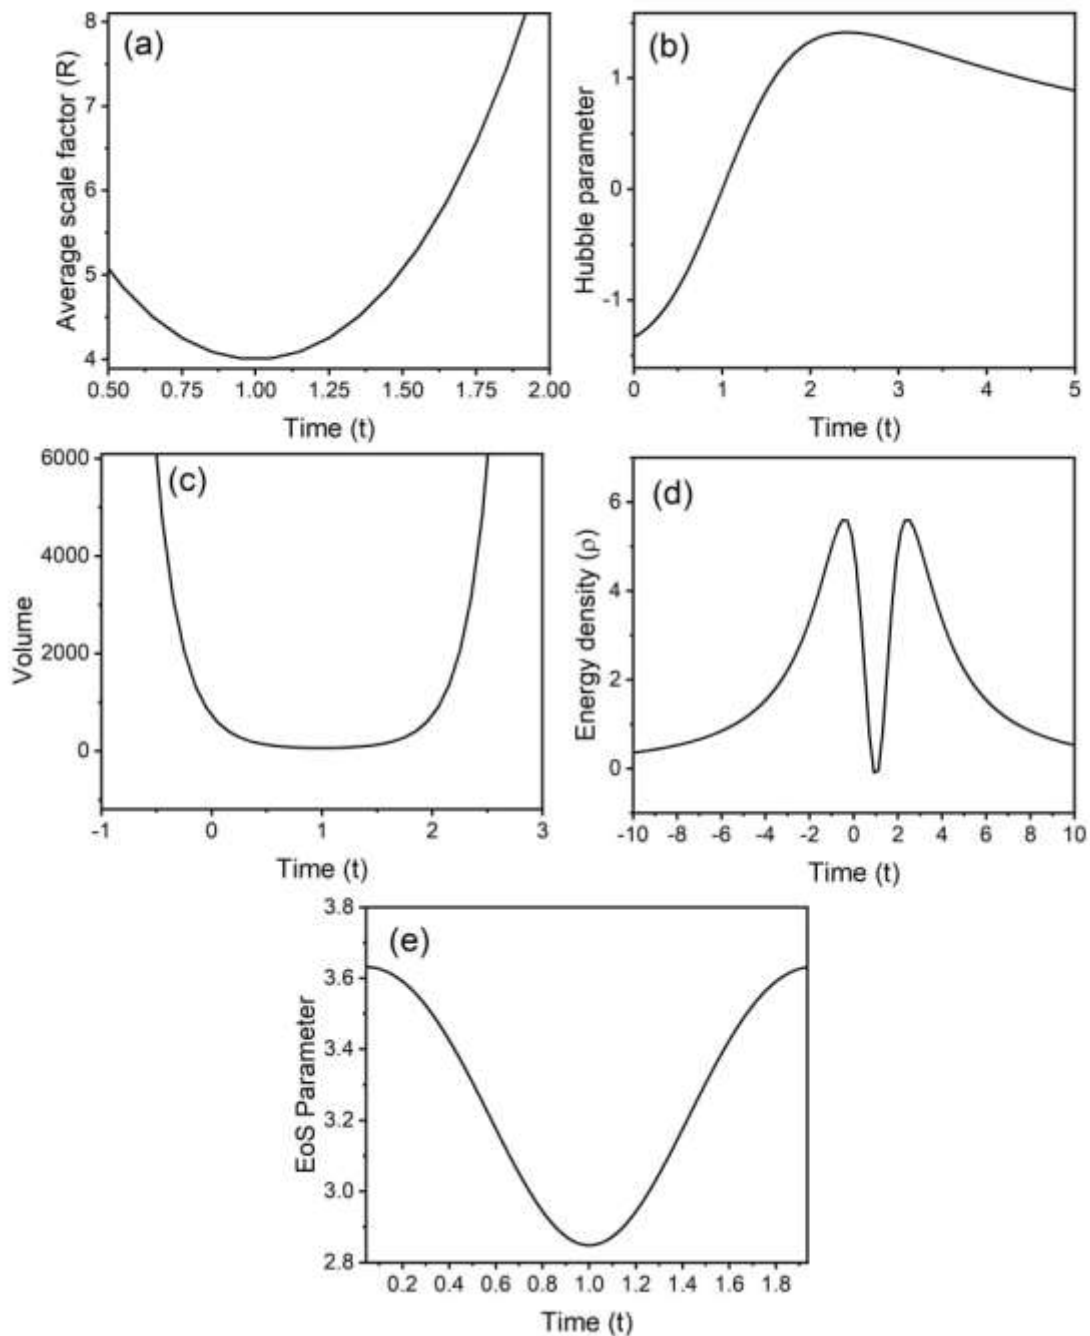 (a)
Average scale factor (R)
8
7
6
5
4
0.50 0.75 1.00 1.25 1.50 1.75 2.00
Time (t)
(b)
Hubble parameter
1
0
-1
0 1 2 3 4 5
Time (t)
(c)
Volume
6000
4000
2000
0
-1 0 1 2 3
Time (t)
(d)
Energy density (ρ)
6
4
2
0
-10 -8 -6 -4 -2 0 2 4 6 8 10
Time (t)
(e)
EoS Parameter
3.8
3.6
3.4
3.2
3.0
2.8
0.2 0.4 0.6 0.8 1.0 1.2 1.4 1.6 1.8
Time (t)